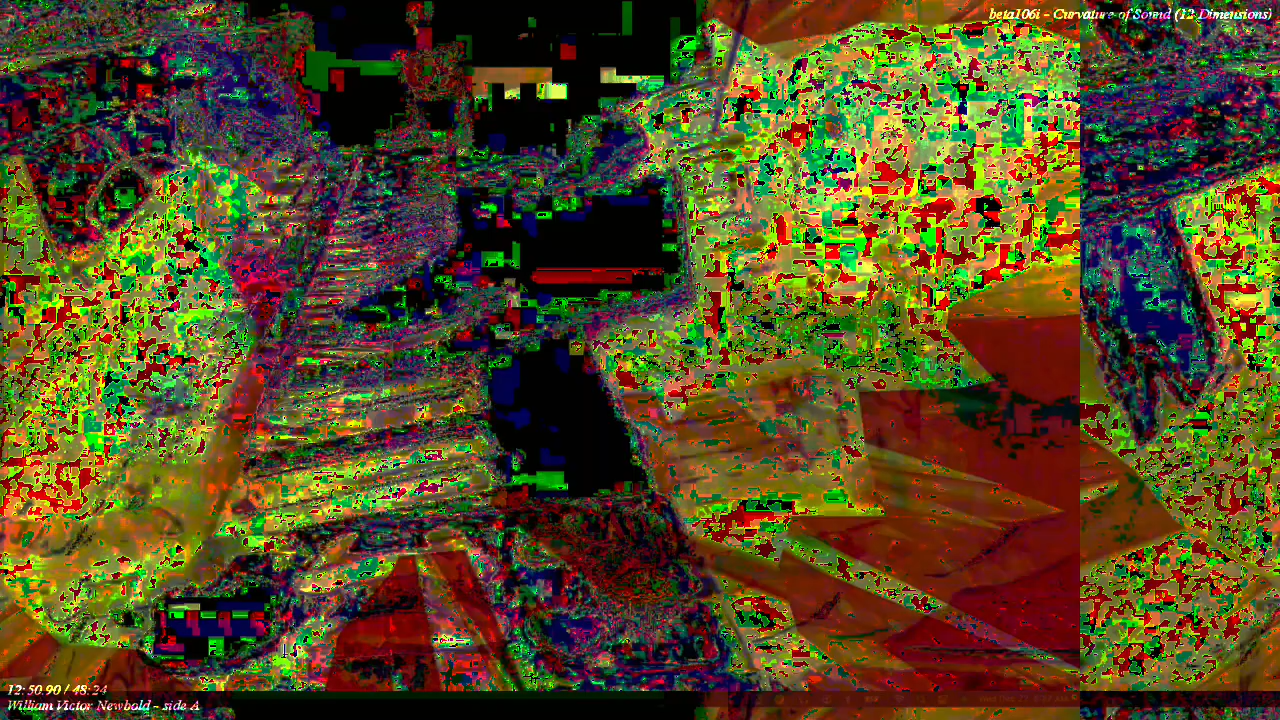 beta106i - Curvature of Sound (12 Dimensions)
12:50.90 / 48:24
William Victor Newbold - side A